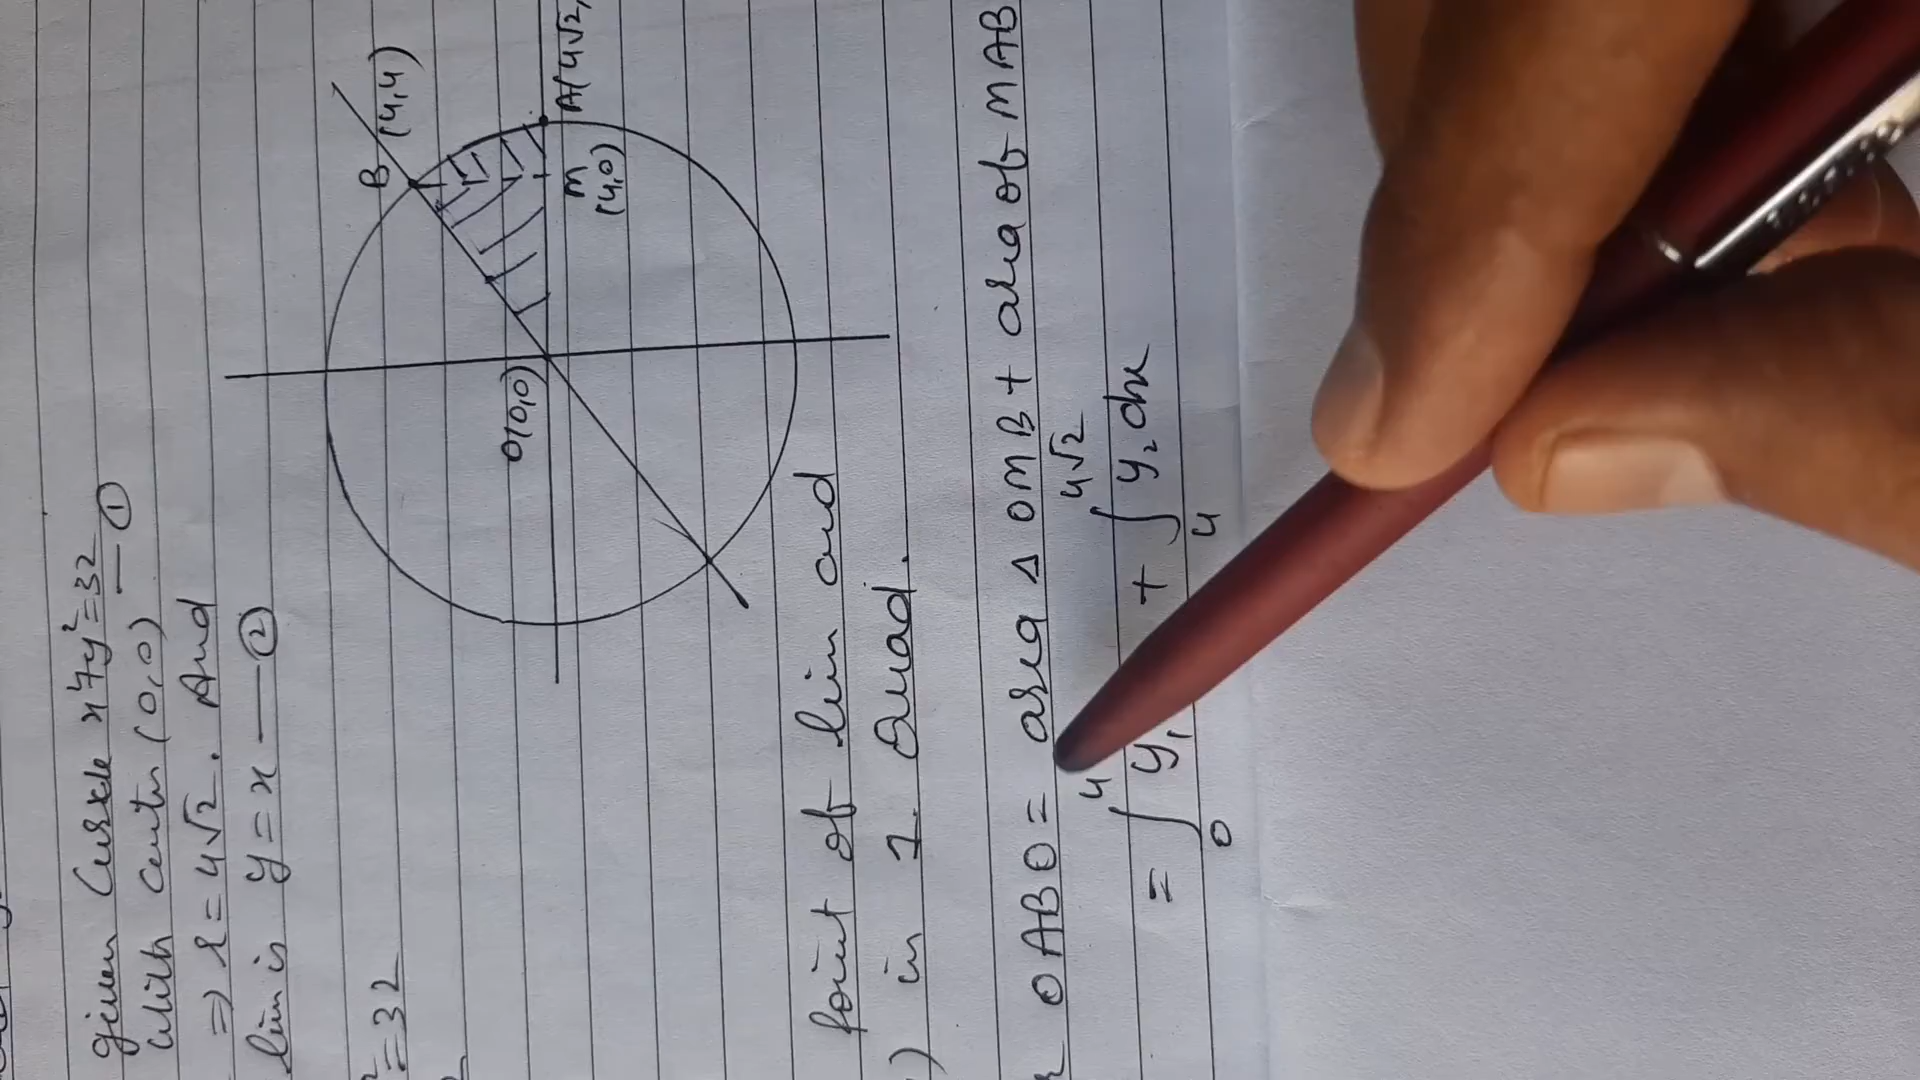 given Curve x²+y²=32
with centre (0,0) — ①
⇒ r = 4√2. And
line is y = x — ②
²=32
B (4,4)
A(4√2,
M
(4,0)
O(0,0)
point of line and
) in 1 Quad.
OABO = area Δ OMB + area of MAB
= ∫₀⁴ y₁ + ∫₄^4√2 y₂ dx